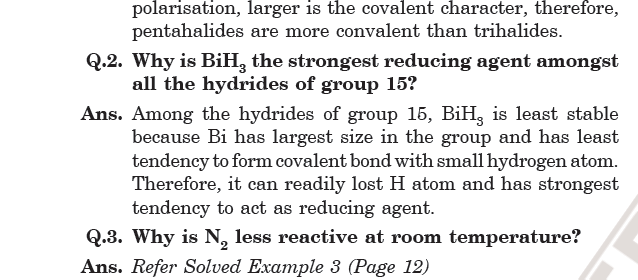 polarisation, larger is the covalent character, therefore,
pentahalides are more convalent than trihalides.
Q.2. Why is BiH₃ the strongest reducing agent amongst
all the hydrides of group 15?
Ans. Among the hydrides of group 15, BiH₃ is least stable
because Bi has largest size in the group and has least
tendency to form covalent bond with small hydrogen atom.
Therefore, it can readily lost H atom and has strongest
tendency to act as reducing agent.
Q.3. Why is N₂ less reactive at room temperature?
Ans. Refer Solved Example 3 (Page 12)